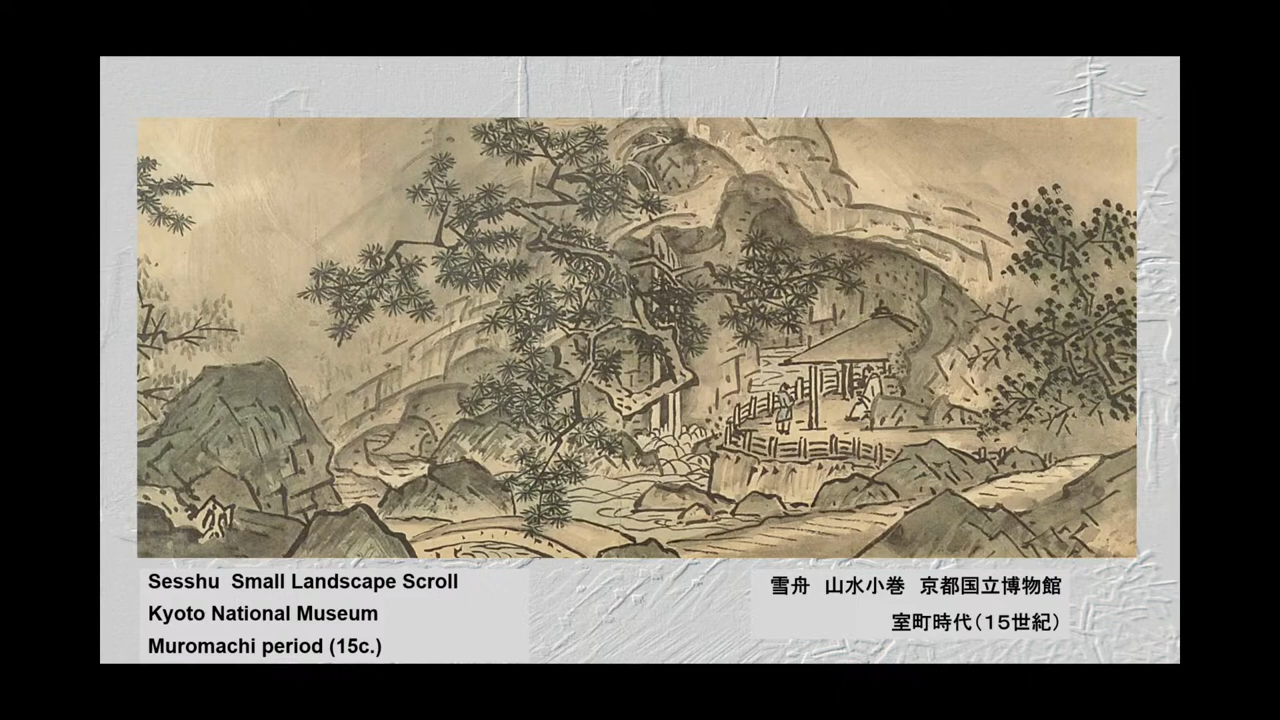 Sesshu  Small Landscape Scroll
Kyoto National Museum
Muromachi period (15c.)
雪舟　山水小巻　京都国立博物館
室町時代（１５世紀）